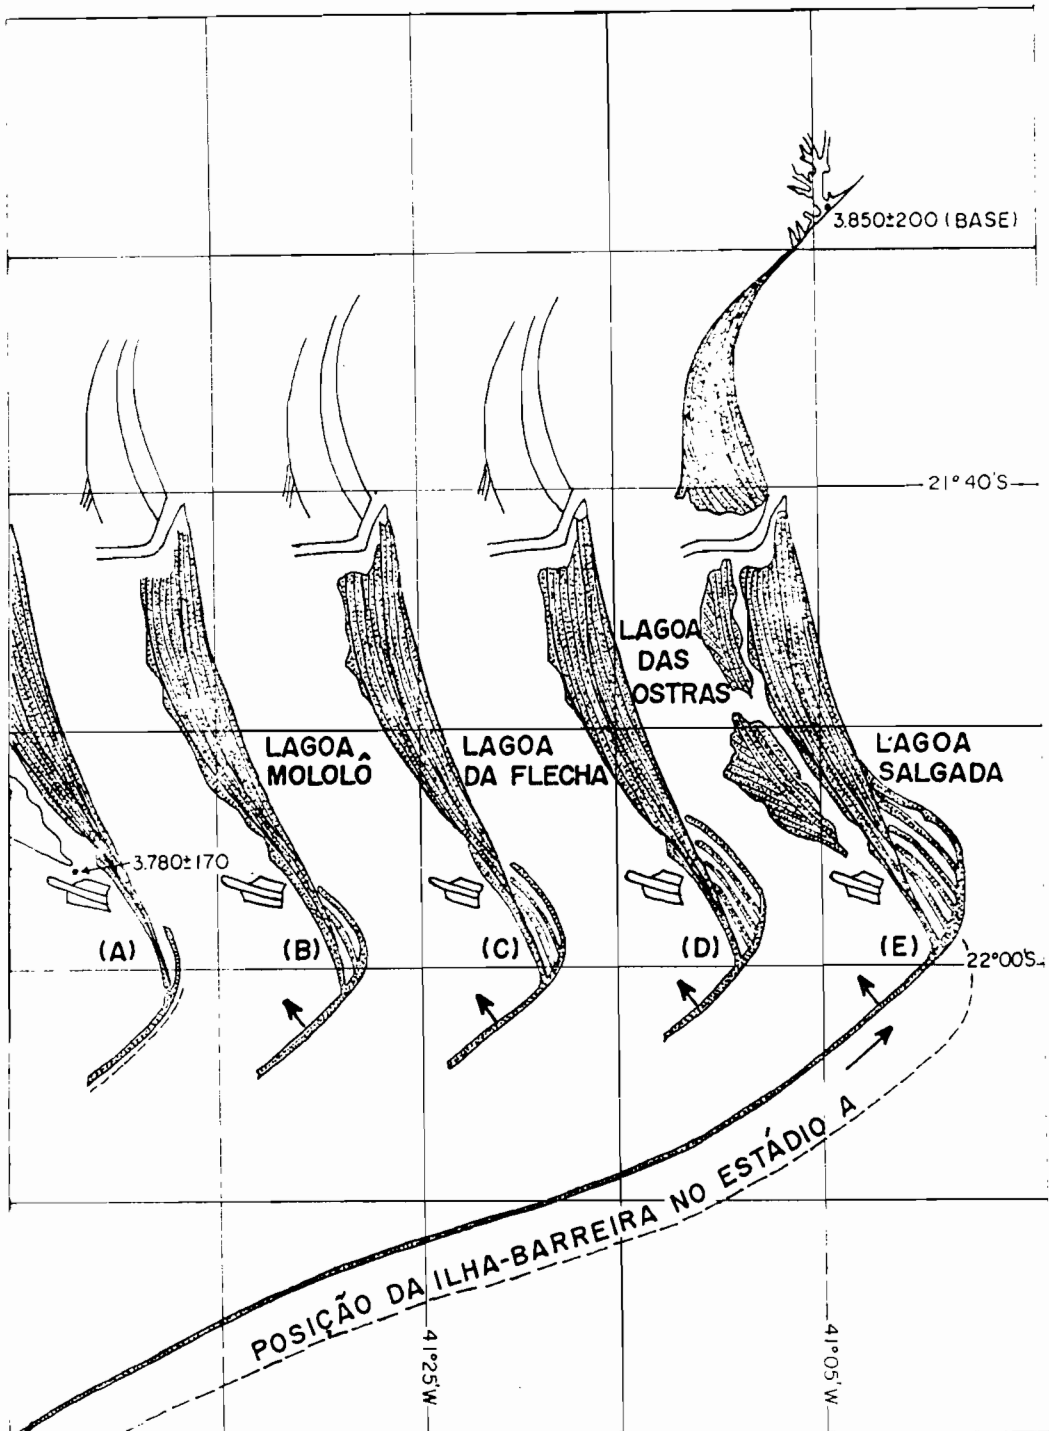 3.850±200 (BASE)
21°40'S
LAGOA
DAS
OSTRAS
LAGOA
MOLOLÔ
LAGOA
DA FLECHA
LAGOA
SALGADA
3.780±170
(A)
(B)
(C)
(D)
(E)
22°00'S
POSIÇÃO DA ILHA-BARREIRA NO ESTÁDIO A
41°25'W
41°05'W